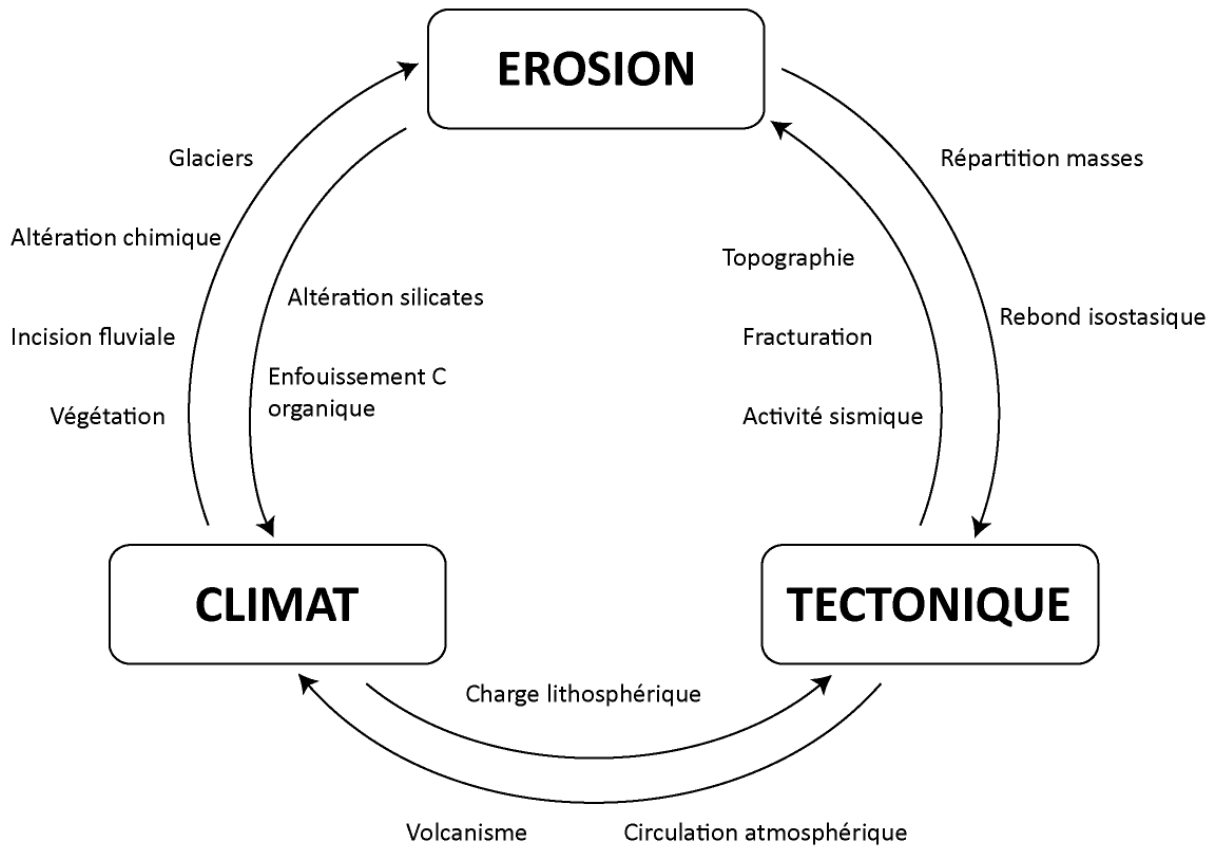 EROSION
Glaciers
Répartition masses
Altération chimique
Topographie
Altération silicates
Rebond isostasique
Incision fluviale
Fracturation
Enfouissement C
organique
Végétation
Activité sismique
CLIMAT
TECTONIQUE
Charge lithosphérique
Volcanisme
Circulation atmosphérique